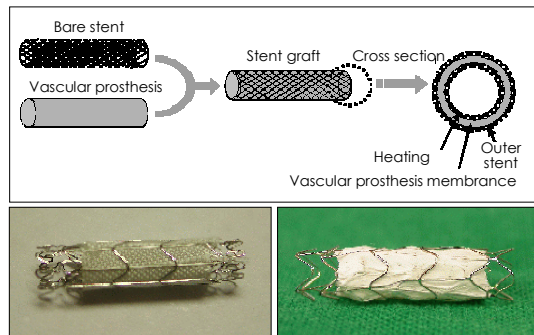 Bare stent
Vascular prosthesis
Stent graft
Cross section
Heating
Outer
stent
Vascular prosthesis membrance